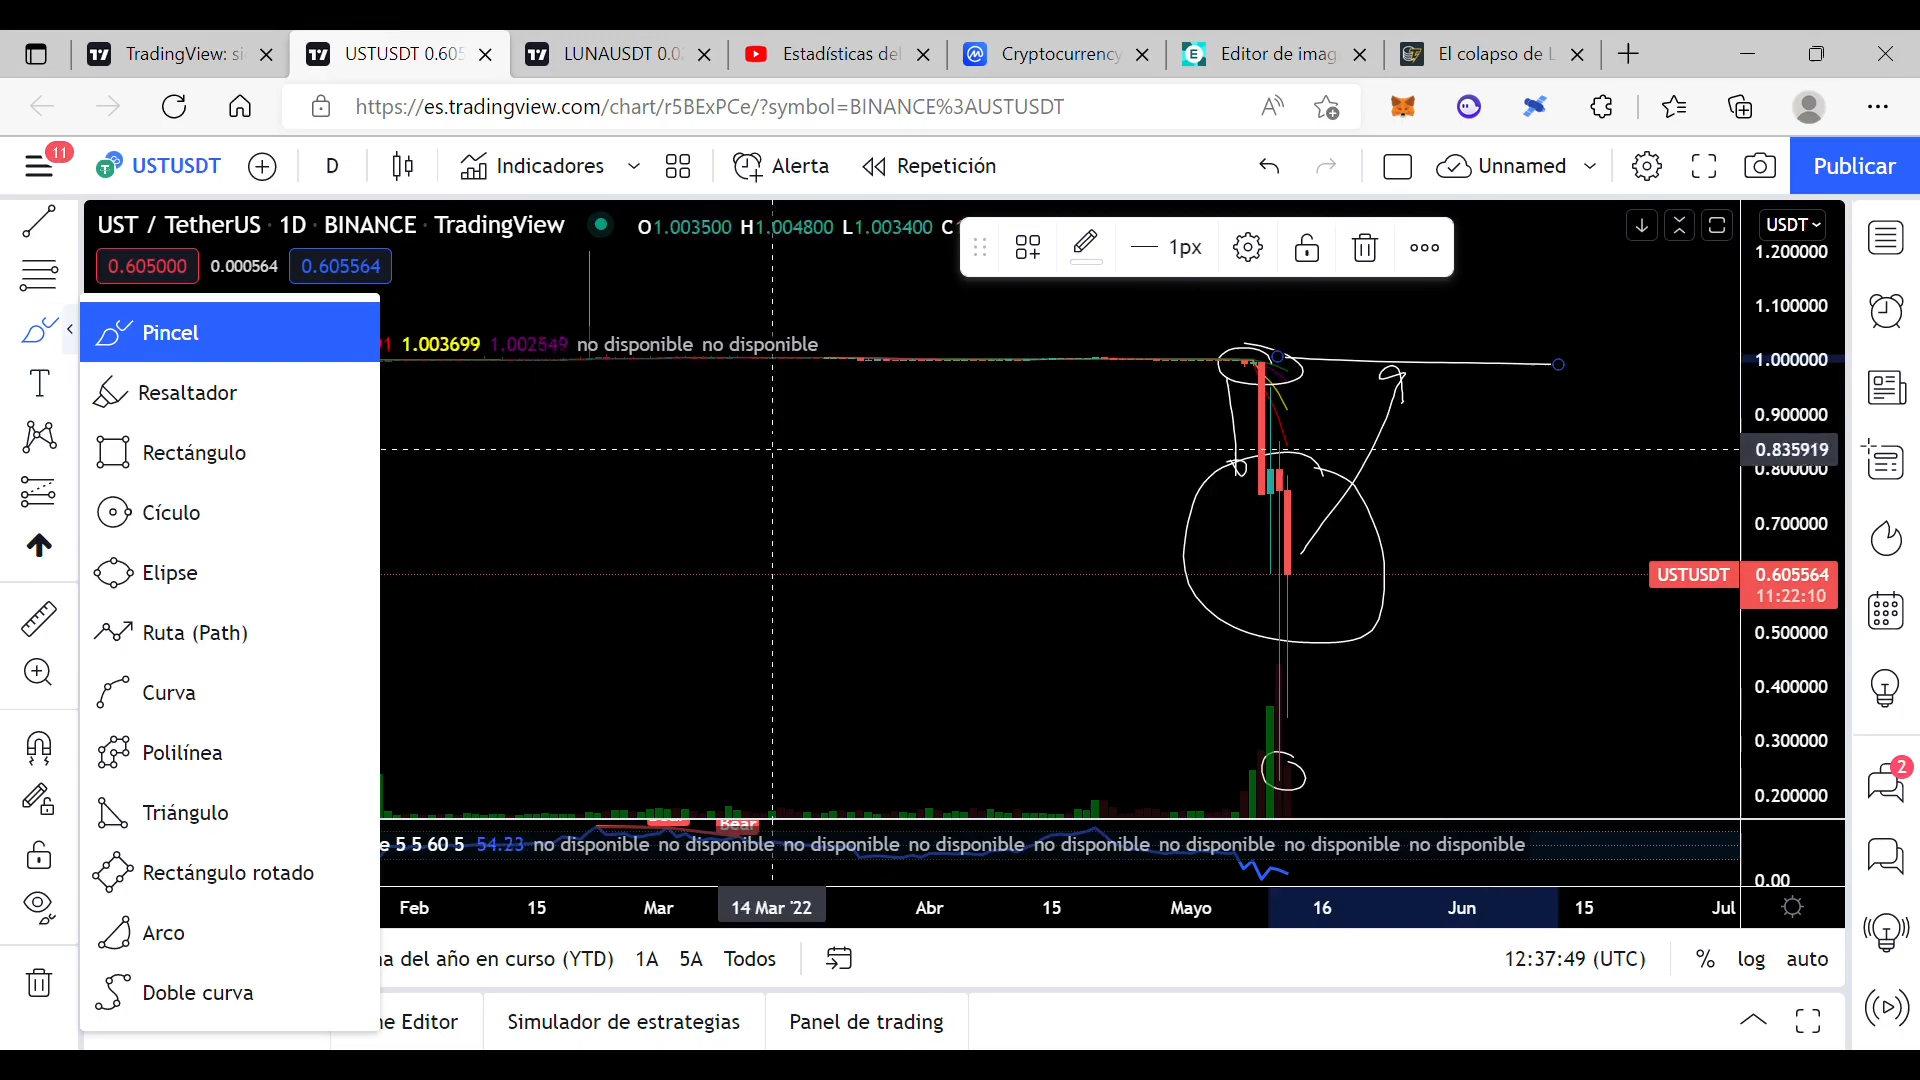 TradingView: si
USTUSDT 0.605
LUNAUSDT 0.0
Estadísticas del
Cryptocurrency
Editor de imag
El colapso de L
https://es.tradingview.com/chart/r5BExPCe/?symbol=BINANCE%3AUSTUSDT
11
USTUSDT
D
Indicadores
Alerta
Repetición
Unnamed
Publicar
UST / TetherUS · 1D · BINANCE · TradingView
O1.003500 H1.004800 L1.003400 C
1px
USDT
0.605000
0.000564
0.605564
1.003699 1.002549 no disponible no disponible
1.200000
1.100000
1.000000
0.900000
0.835919
0.800000
0.700000
USTUSDT
0.605564
11:22:10
0.500000
0.400000
0.300000
0.200000
0.00
Pincel
Resaltador
Rectángulo
Cículo
Elipse
Ruta (Path)
Curva
Polilínea
Triángulo
Rectángulo rotado
Arco
Doble curva
Bear
e 5 5 60 5 54.23 no disponible no disponible no disponible no disponible no disponible no disponible no disponible no disponible
Feb
15
Mar
14 Mar '22
Abr
15
Mayo
16
Jun
15
Jul
na del año en curso (YTD)
1A
5A
Todos
12:37:49 (UTC)
%
log
auto
ne Editor
Simulador de estrategias
Panel de trading
2